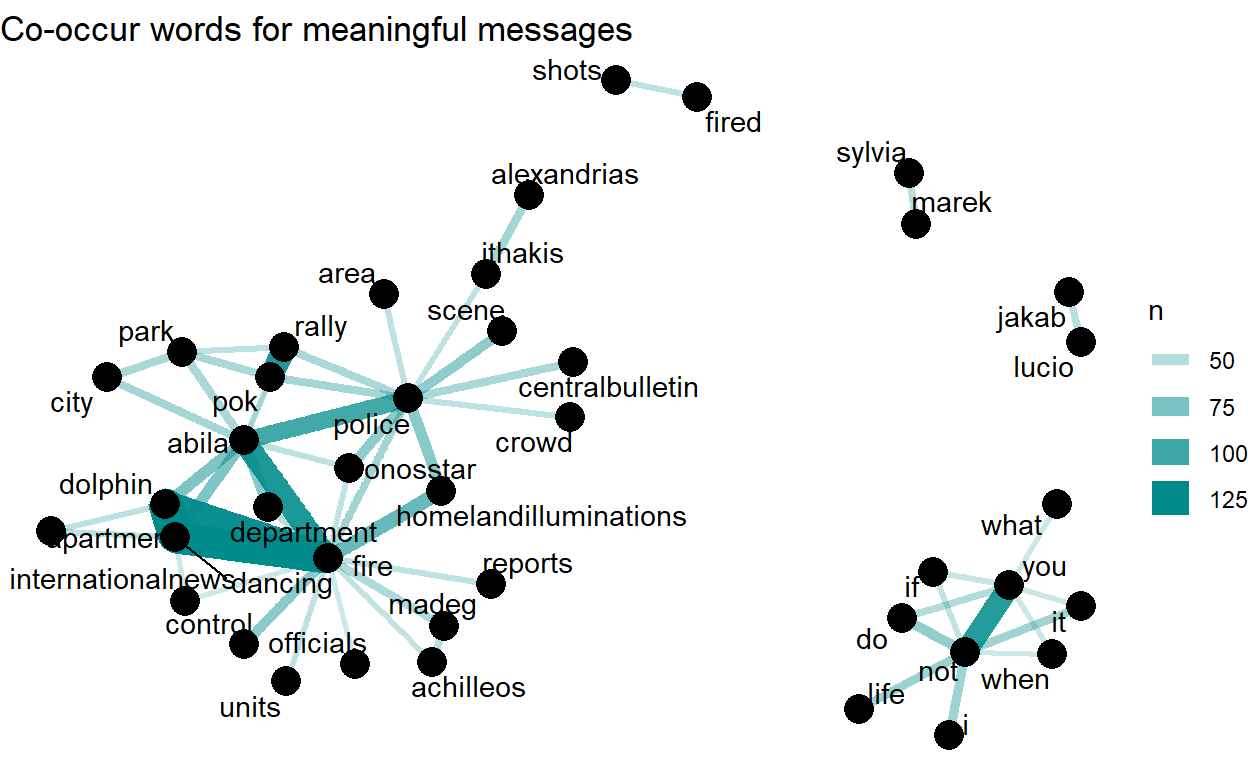 Co-occur words for meaningful messages
shots
fired
sylvia
alexandrias
marek
ithakis
area
scene
jakab
n
park
rally
lucio
50
centralbulletin
city
pok
75
police
crowd
abila
100
onosstar
dolphin
125
homelandilluminations
what
department
apartmen
fire
reports
you
internationalnews
dancing
if
madeg
control
it
officials
do
not
when
achilleos
life
units
i